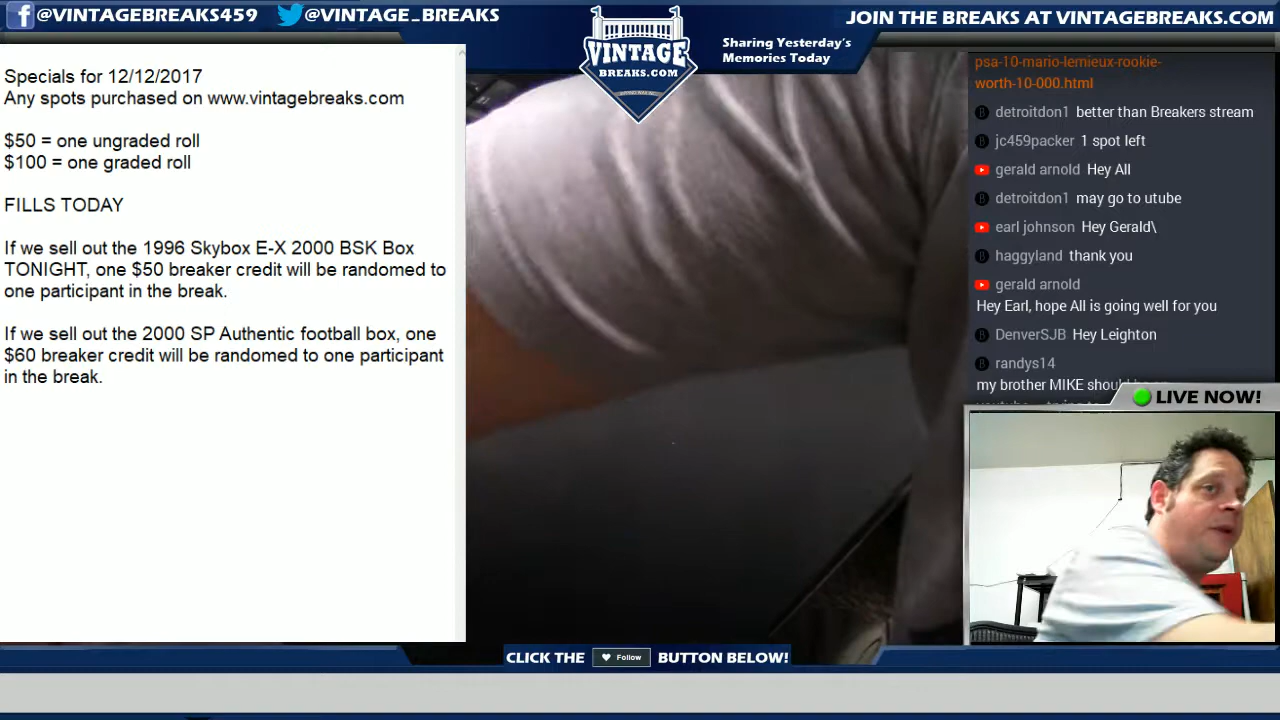 @VINTAGEBREAKS459 @VINTAGE_BREAKS
VINTAGE
BREAKS.COM
Sharing Yesterday's
Memories Today
JOIN THE BREAKS AT VINTAGEBREAKS.COM
Specials for 12/12/2017
Any spots purchased on www.vintagebreaks.com
$50 = one ungraded roll
$100 = one graded roll
FILLS TODAY
If we sell out the 1996 Skybox E-X 2000 BSK Box
TONIGHT, one $50 breaker credit will be randomed to
one participant in the break.
If we sell out the 2000 SP Authentic football box, one
$60 breaker credit will be randomed to one participant
in the break.
psa-10-mario-lemieux-rookie-
worth-10-000.html
detroitdon1 better than Breakers stream
jc459packer 1 spot left
gerald arnold Hey All
detroitdon1 may go to utube
earl johnson Hey Gerald\
haggyland thank you
gerald arnold
Hey Earl, hope All is going well for you
DenverSJB Hey Leighton
randys14
my brother MIKE should
LIVE NOW!
CLICK THE Follow BUTTON BELOW!